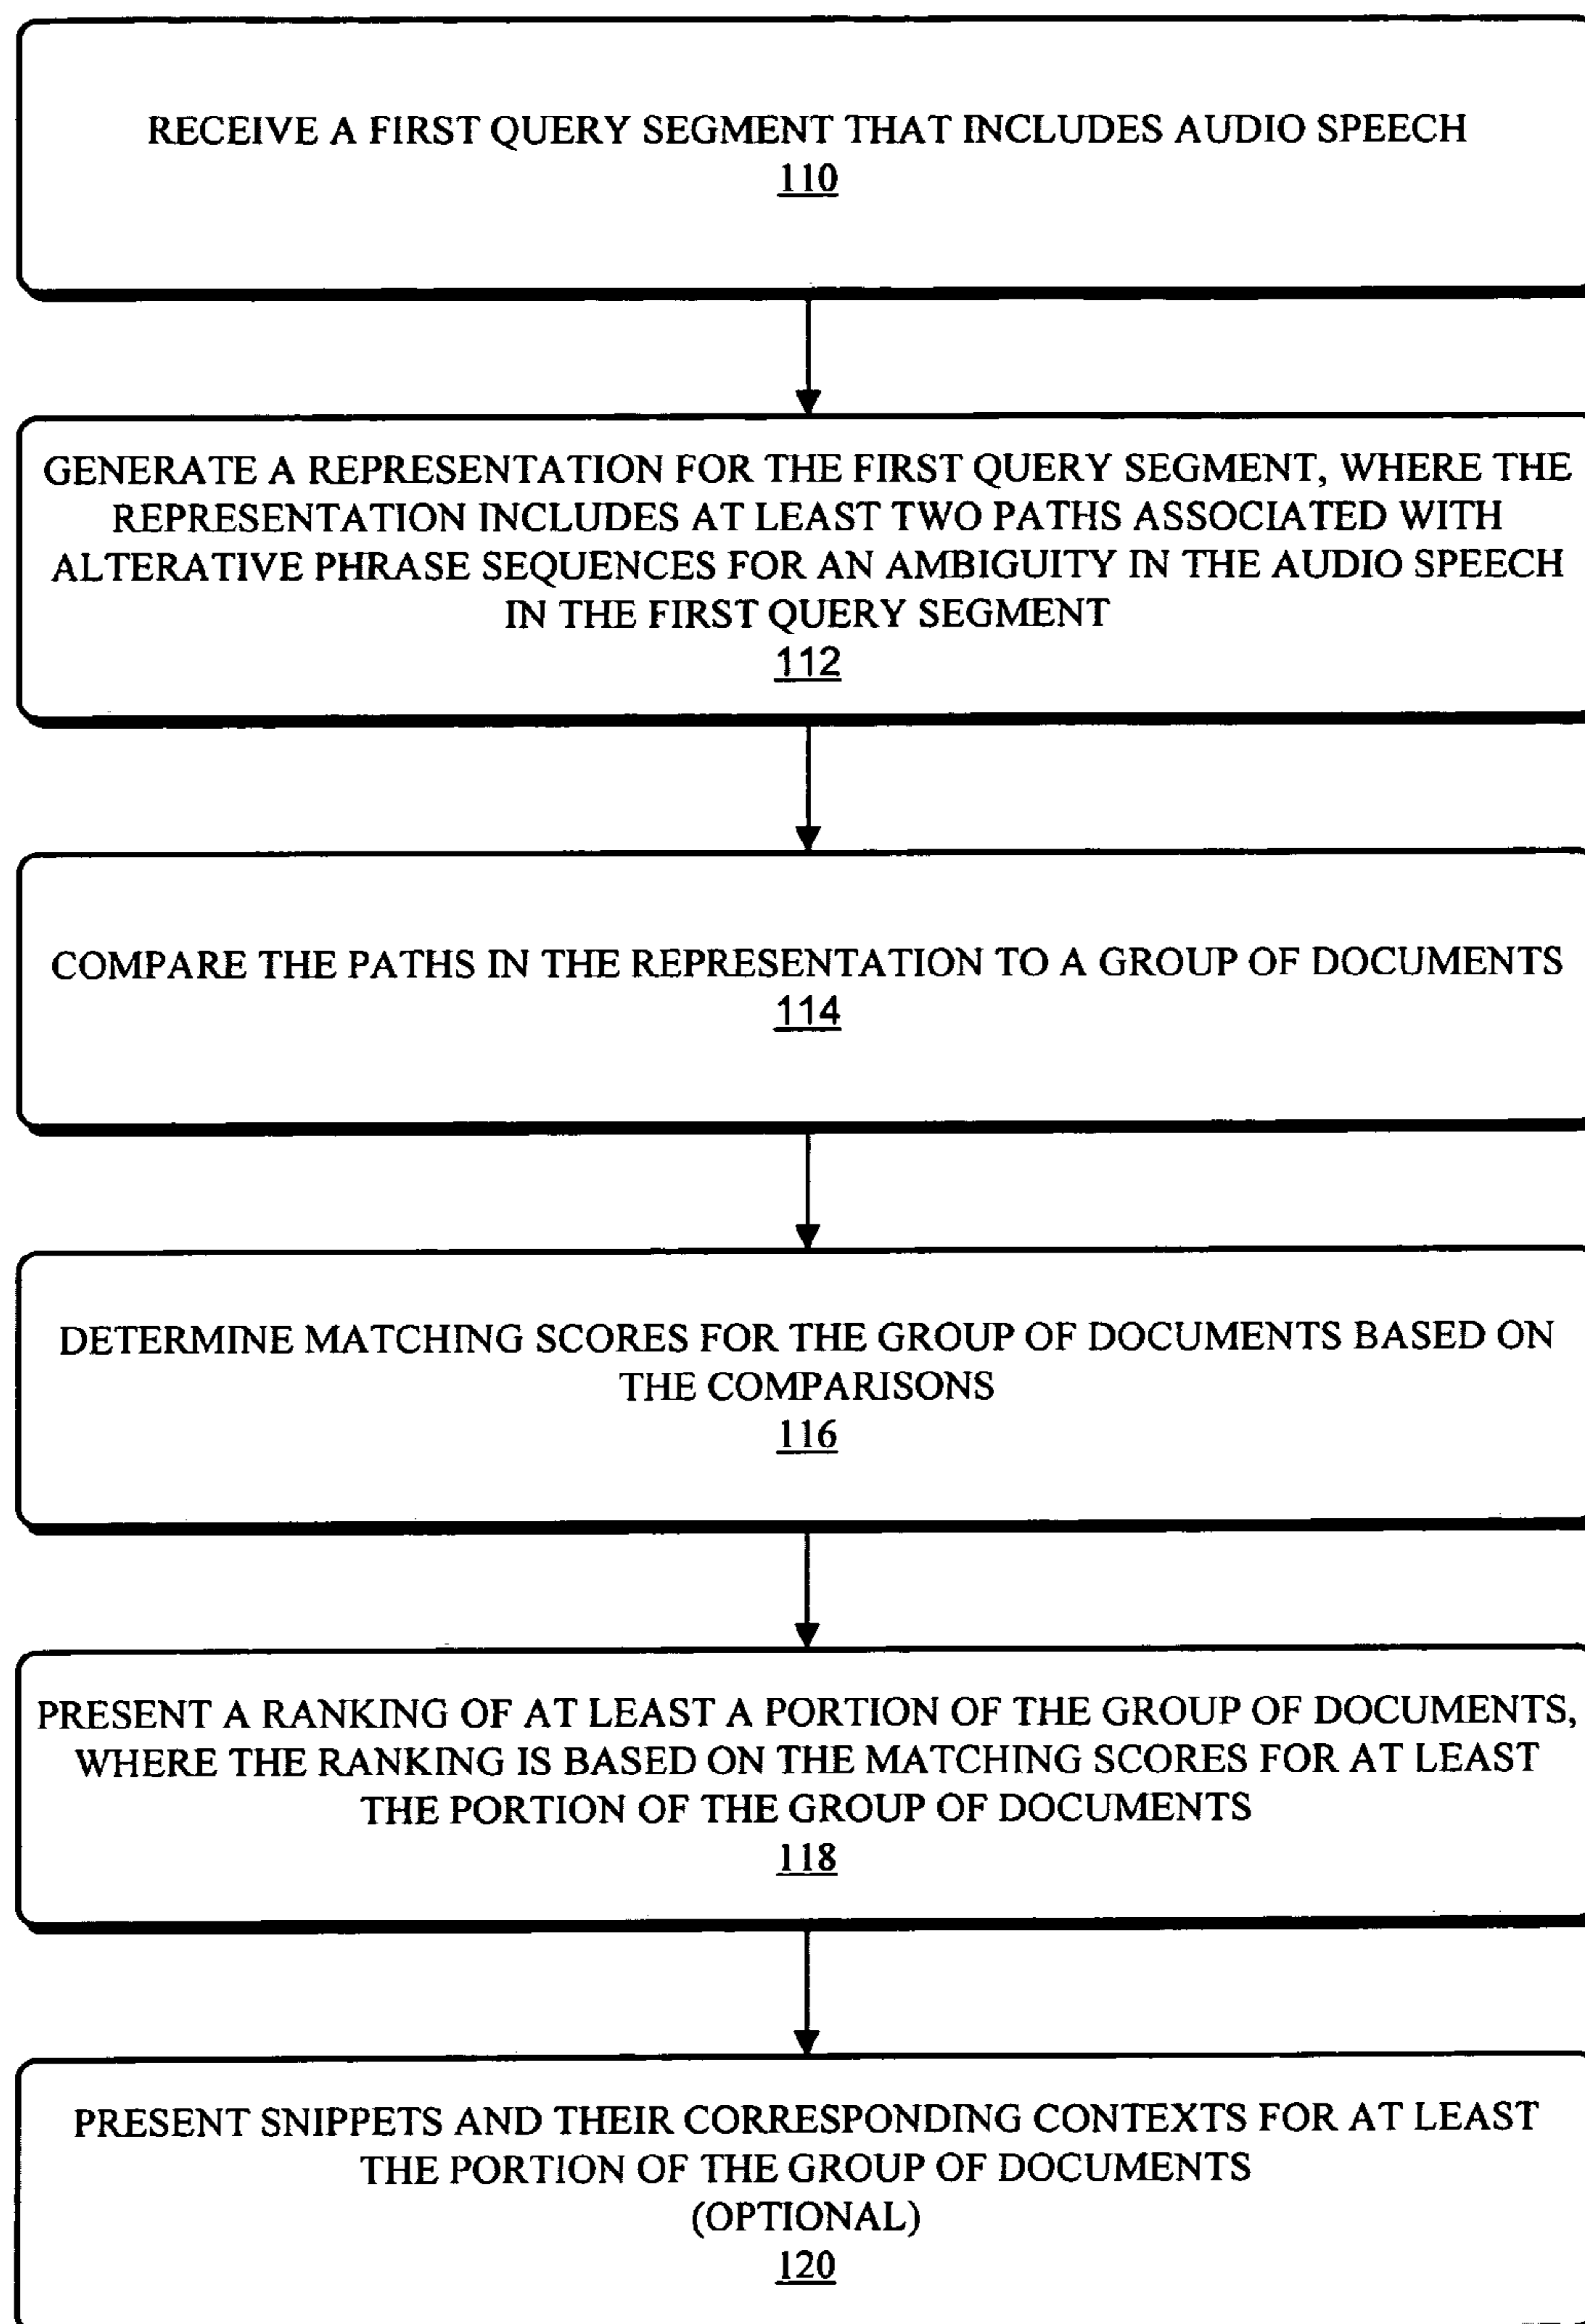 RECEIVE A FIRST QUERY SEGMENT THAT INCLUDES AUDIO SPEECH
110
GENERATE A REPRESENTATION FOR THE FIRST QUERY SEGMENT, WHERE THE
REPRESENTATION INCLUDES AT LEAST TWO PATHS ASSOCIATED WITH
ALTERATIVE PHRASE SEQUENCES FOR AN AMBIGUITY IN THE AUDIO SPEECH
IN THE FIRST QUERY SEGMENT
112
COMPARE THE PATHS IN THE REPRESENTATION TO A GROUP OF DOCUMENTS
114
DETERMINE MATCHING SCORES FOR THE GROUP OF DOCUMENTS BASED ON
THE COMPARISONS
116
PRESENT A RANKING OF AT LEAST A PORTION OF THE GROUP OF DOCUMENTS,
WHERE THE RANKING IS BASED ON THE MATCHING SCORES FOR AT LEAST
THE PORTION OF THE GROUP OF DOCUMENTS
118
PRESENT SNIPPETS AND THEIR CORRESPONDING CONTEXTS FOR AT LEAST
THE PORTION OF THE GROUP OF DOCUMENTS
(OPTIONAL)
120